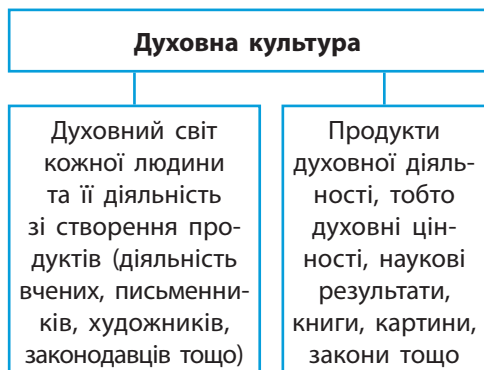 Духовна культура
Духовний світ
кожної людини
та її діяльність
зі створення про-
дуктів (діяльність
вчених, письменни-
ків, художників,
законодавців тощо)
Продукти
духовної діяль-
ності, тобто
духовні цін-
ності, наукові
результати,
книги, картини,
закони тощо